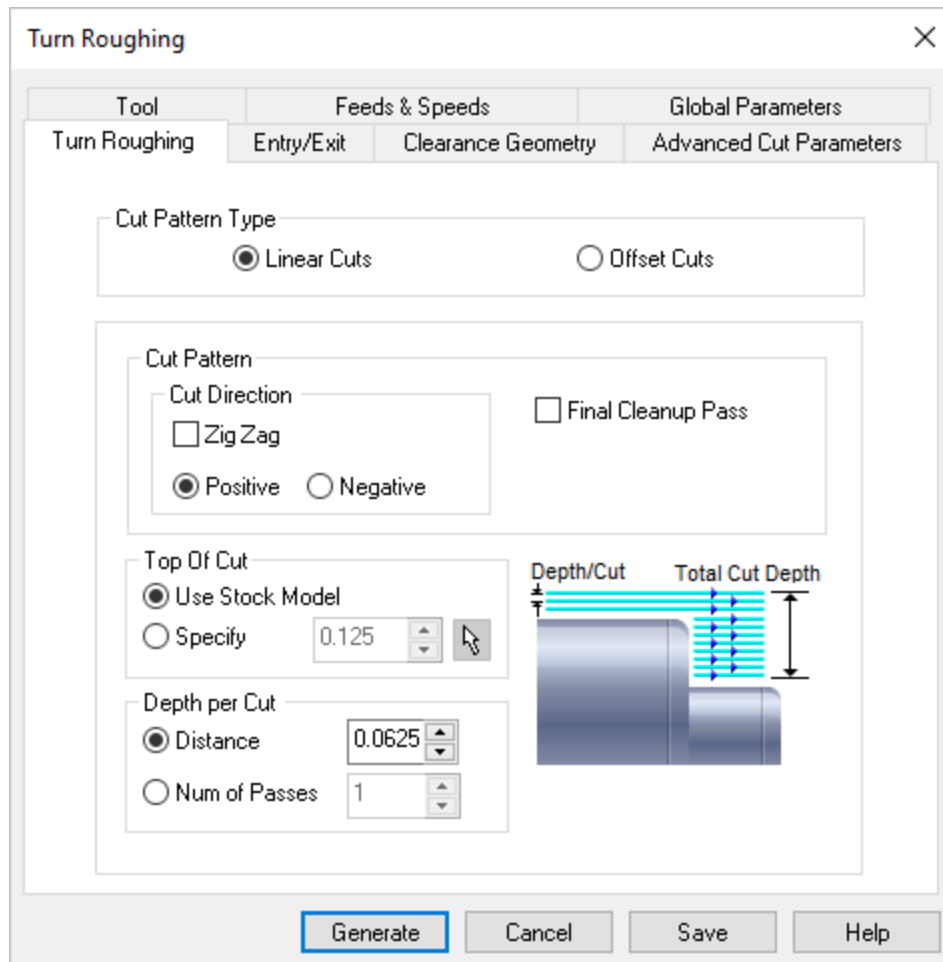 Turn Roughing
Tool Feeds & Speeds Global Parameters
Turn Roughing Entry/Exit Clearance Geometry Advanced Cut Parameters
Cut Pattern Type
Linear Cuts Offset Cuts
Cut Pattern
Cut Direction
Zig Zag
Final Cleanup Pass
Positive Negative
Top Of Cut
Use Stock Model
Specify 0.125
Depth/Cut Total Cut Depth
Depth per Cut
Distance 0.0625
Num of Passes 1
Generate Cancel Save Help